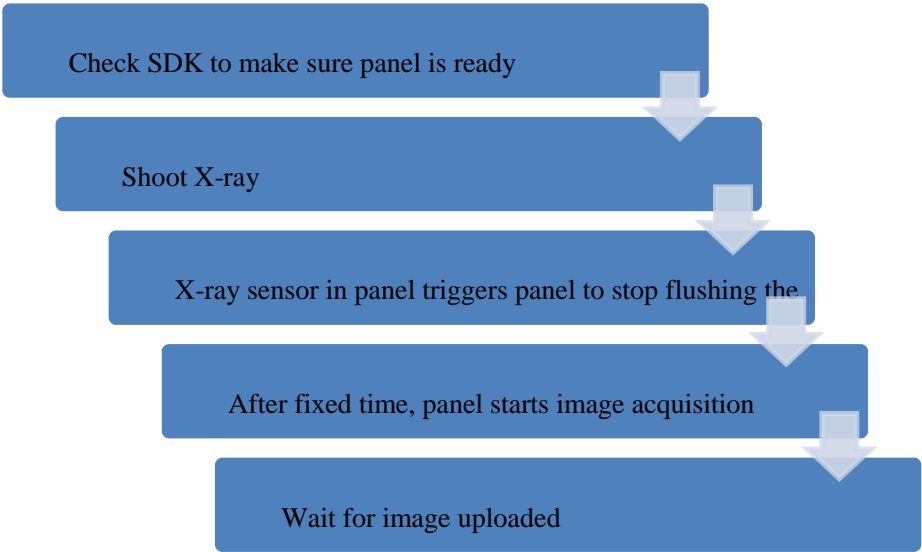 Check SDK to make sure panel is ready
Shoot X-ray
X-ray sensor in panel triggers panel to stop flushing the
After fixed time, panel starts image acquisition
Wait for image uploaded